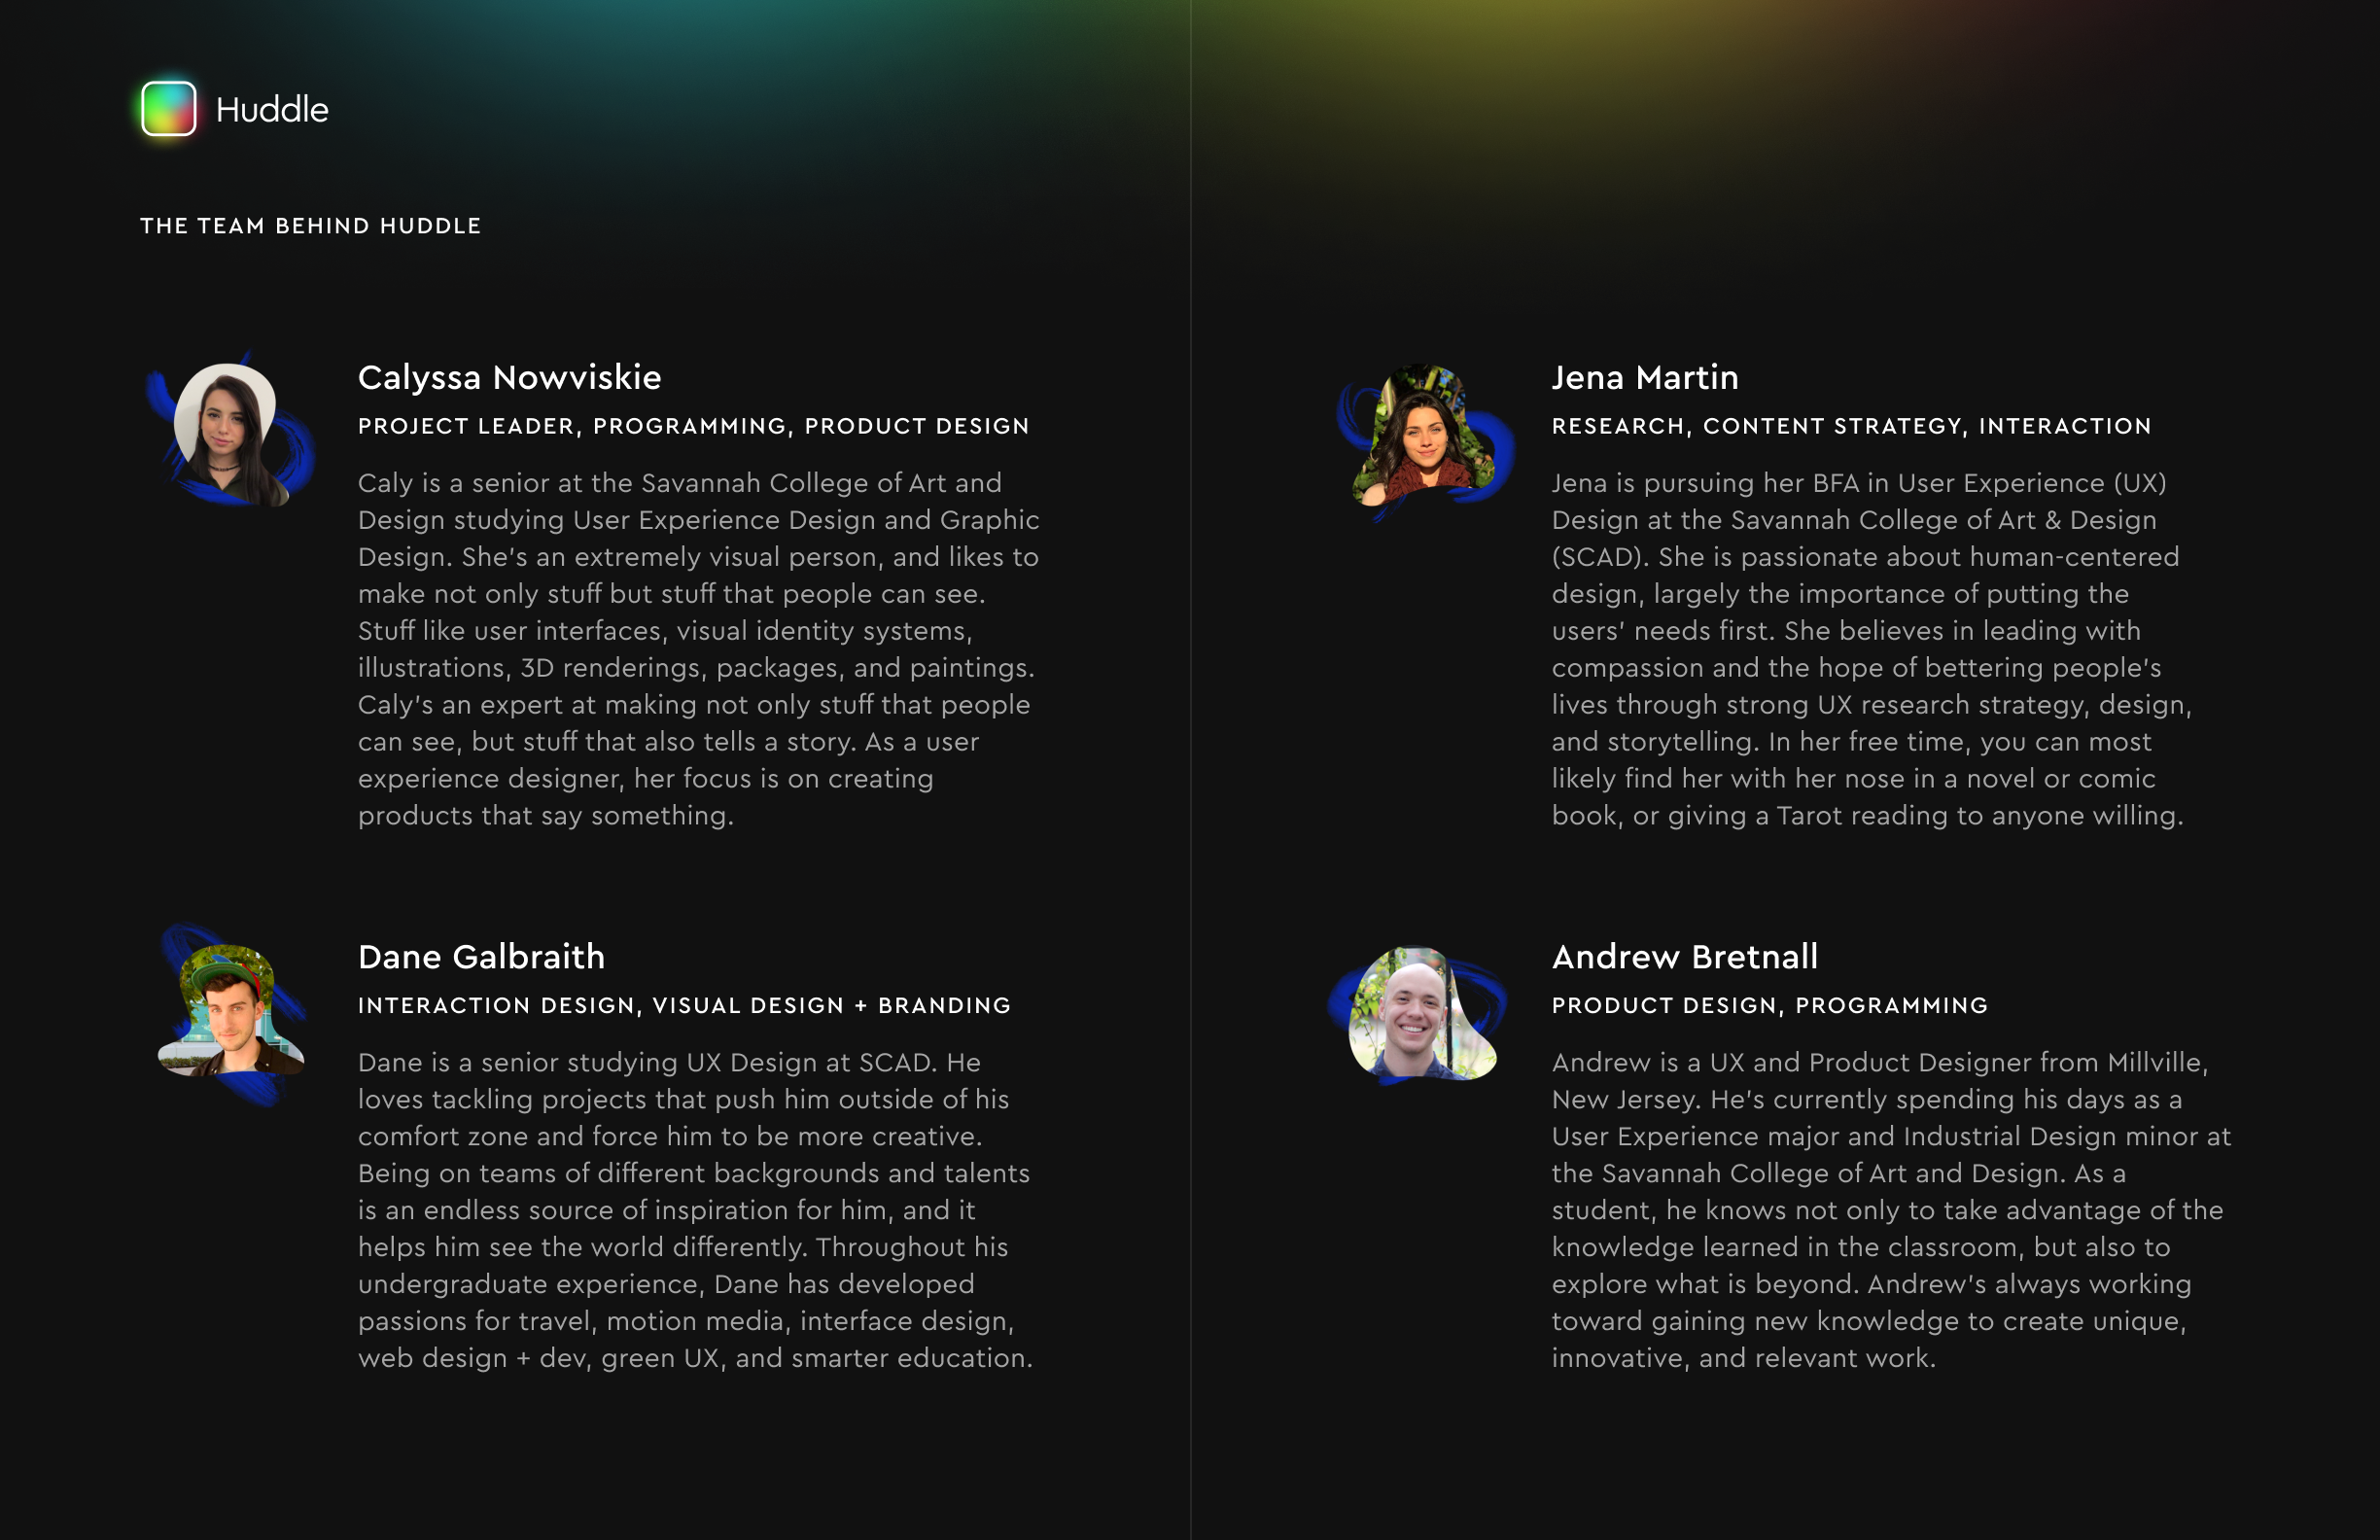 Huddle
THE TEAM BEHIND HUDDLE
Calyssa Nowviskie
PROJECT LEADER, PROGRAMMING, PRODUCT DESIGN
Caly is a senior at the Savannah College of Art and
Design studying User Experience Design and Graphic
Design. She’s an extremely visual person, and likes to
make not only stuff but stuff that people can see.
Stuff like user interfaces, visual identity systems,
illustrations, 3D renderings, packages, and paintings.
Caly’s an expert at making not only stuff that people
can see, but stuff that also tells a story. As a user
experience designer, her focus is on creating
products that say something.
Dane Galbraith
INTERACTION DESIGN, VISUAL DESIGN + BRANDING
Dane is a senior studying UX Design at SCAD. He
loves tackling projects that push him outside of his
comfort zone and force him to be more creative.
Being on teams of different backgrounds and talents
is an endless source of inspiration for him, and it
helps him see the world differently. Throughout his
undergraduate experience, Dane has developed
passions for travel, motion media, interface design,
web design + dev, green UX, and smarter education.
Jena Martin
RESEARCH, CONTENT STRATEGY, INTERACTION
Jena is pursuing her BFA in User Experience (UX)
Design at the Savannah College of Art & Design
(SCAD). She is passionate about human-centered
design, largely the importance of putting the
users’ needs first. She believes in leading with
compassion and the hope of bettering people’s
lives through strong UX research strategy, design,
and storytelling. In her free time, you can most
likely find her with her nose in a novel or comic
book, or giving a Tarot reading to anyone willing.
Andrew Bretnall
PRODUCT DESIGN, PROGRAMMING
Andrew is a UX and Product Designer from Millville,
New Jersey. He’s currently spending his days as a
User Experience major and Industrial Design minor at
the Savannah College of Art and Design. As a
student, he knows not only to take advantage of the
knowledge learned in the classroom, but also to
explore what is beyond. Andrew’s always working
toward gaining new knowledge to create unique,
innovative, and relevant work.